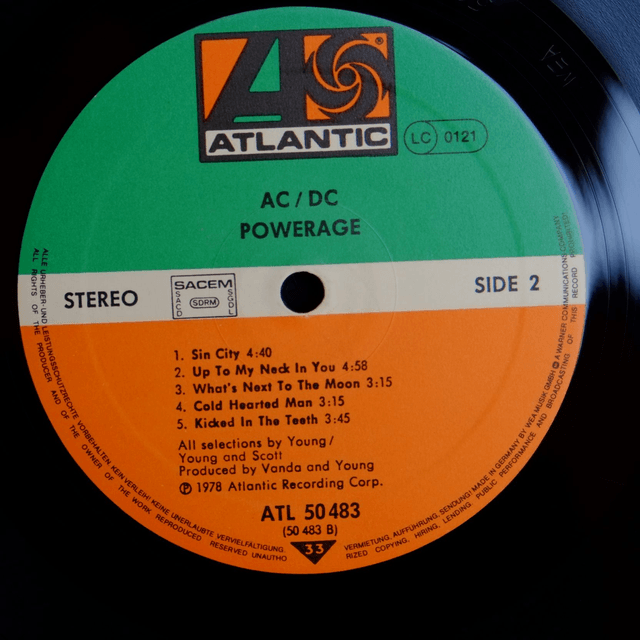 WEA
ATLANTIC
®
LC 0121
AC/DC
POWERAGE
STEREO
SACEM
SACD
SDRM
SGDL
SIDE 2
1. Sin City 4:40
2. Up To My Neck In You 4:58
3. What's Next To The Moon 3:15
4. Cold Hearted Man 3:15
5. Kicked In The Teeth 3:45
All selections by Young/
Young and Scott
Produced by Vanda and Young
℗ 1978 Atlantic Recording Corp.
ATL 50 483
(50 483 B)
33
ALLE URHEBER- UND LEISTUNGSSCHUTZRECHTE VORBEHALTEN. KEIN VERLEIH! KEINE UNERLAUBTE VERVIELFÄLTIGUNG, VERMIETUNG, AUFFÜHRUNG, SENDUNG! MADE IN GERMANY BY WEA MUSIK GMBH A WARNER COMMUNICATIONS COMPANY
ALL RIGHTS OF THE PRODUCER AND OF THE OWNER OF THE WORK REPRODUCED RESERVED UNAUTHORIZED COPYING, HIRING, LENDING, PUBLIC PERFORMANCE AND BROADCASTING OF THIS RECORD PROHIBITED!